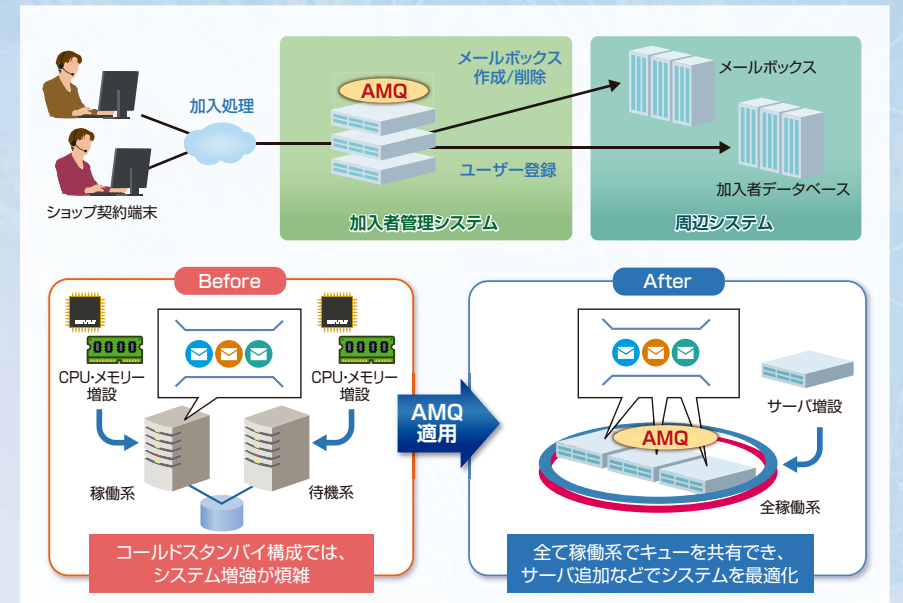 メールボックス
作成/削除
メールボックス
AMQ
加入処理
ユーザー登録
加入者データベース
ショップ契約端末
加入者管理システム
周辺システム
Before
CPU・メモリー
増設
CPU・メモリー
増設
稼働系
待機系
コールドスタンバイ構成では、
システム増強が煩雑
AMQ
適用
After
サーバ増設
AMQ
全稼働系
全て稼働系でキューを共有でき、
サーバ追加などでシステムを最適化